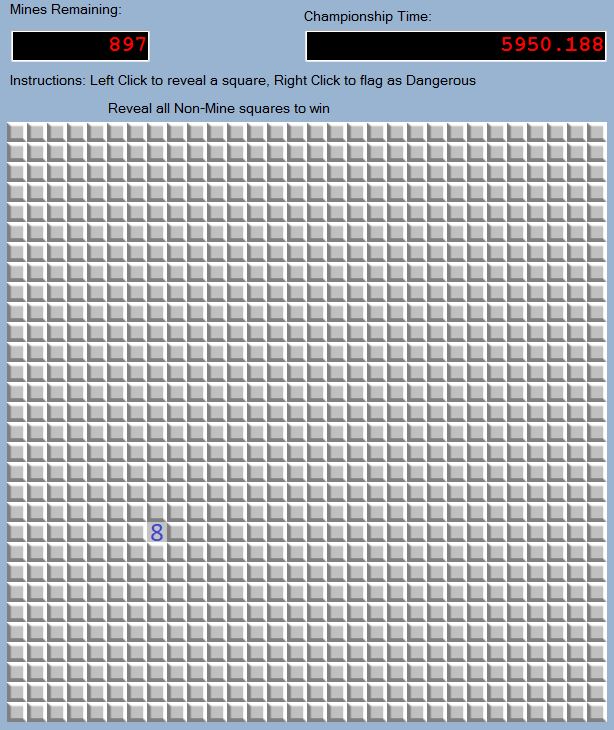 Mines Remaining:
Championship Time:
897
5950.188
Instructions: Left Click to reveal a square, Right Click to flag as Dangerous
Reveal all Non-Mine squares to win
8